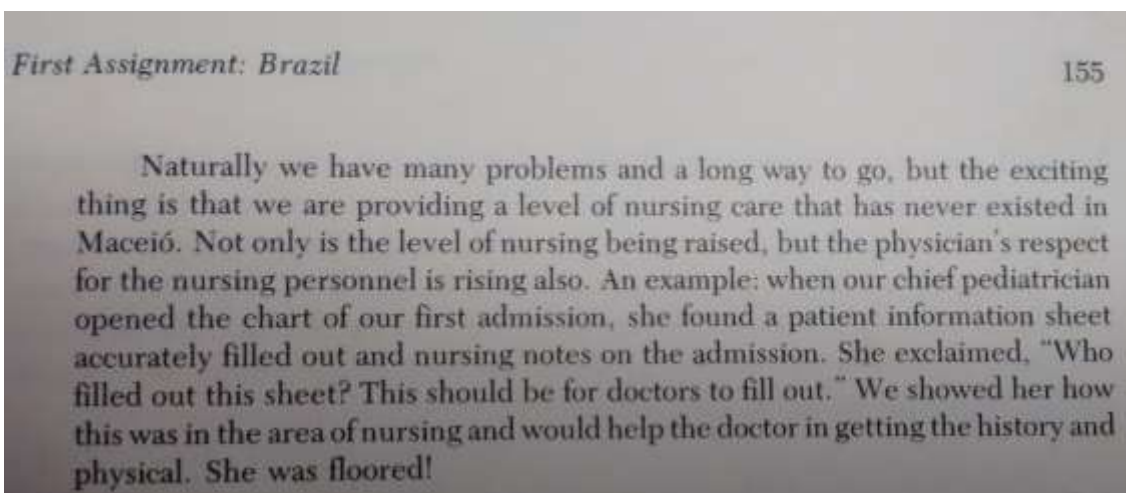 First Assignment: Brazil 155
Naturally we have many problems and a long way to go, but the exciting
thing is that we are providing a level of nursing care that has never existed in
Maceió. Not only is the level of nursing being raised, but the physician's respect
for the nursing personnel is rising also. An example: when our chief pediatrician
opened the chart of our first admission, she found a patient information sheet
accurately filled out and nursing notes on the admission. She exclaimed, "Who
filled out this sheet? This should be for doctors to fill out." We showed her how
this was in the area of nursing and would help the doctor in getting the history and
physical. She was floored!